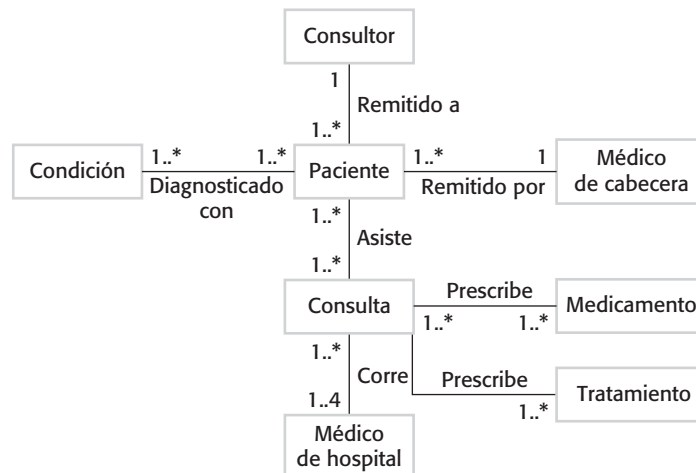 Consultor
1
Remitido a
1..*
Condición
1..*
1..*
Diagnosticado
con
Paciente
1..*
1
Remitido por
Médico
de cabecera
1..*
Asiste
1..*
Consulta
Prescribe
1..*
1..*
Medicamento
1..*
Corre
1..4
Prescribe
1..*
Tratamiento
Médico
de hospital